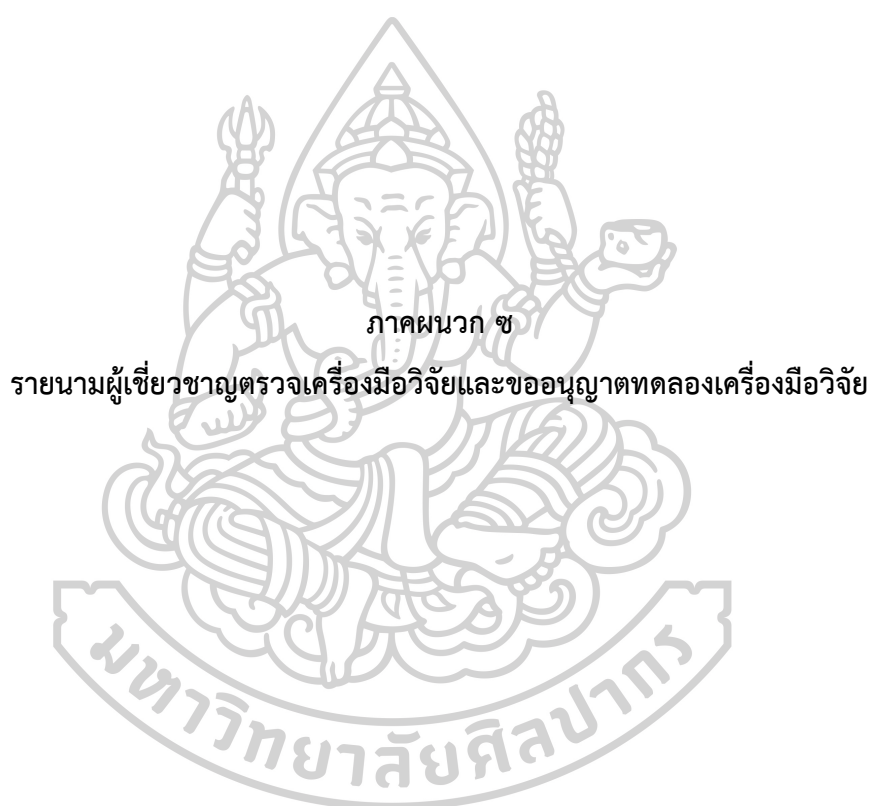 ภาคผนวก ซ
รายนามผู้เชี่ยวชาญตรวจเครื่องมือวิจัยและขออนุญาตทดลองเครื่องมือวิจัย
มหาวิทยาลัยศิลปากร